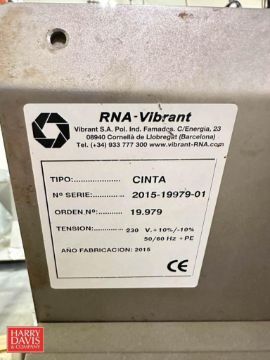 RNA-Vibrant
Vibrant S.A. Pol. Ind. Famades. C/Energía, 23
08940 Cornellà de Llobregat (Barcelona)
Tel. (+34) 933 777 300 www.vibrant-RNA.com
TIPO:..................... CINTA
Nº SERIE:.............. 2015-19979-01
ORDEN.Nº............. 19.979
TENSION:.............. 230 V.+10%/-10%
50/60 Hz +PE
AÑO FABRICACION: 2015
CE
HARRY
DAVIS
& COMPANY